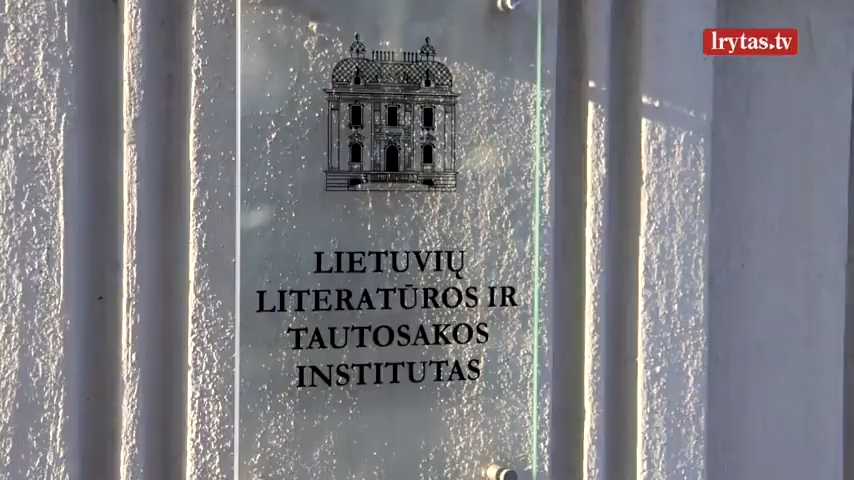 lrytas.tv
LIETUVIŲ
LITERATŪROS IR
TAUTOSAKOS
INSTITUTAS